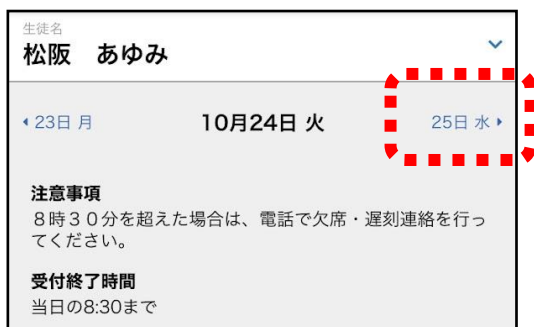 生徒名
松阪　あゆみ
23日 月
10月24日 火
25日 水
注意事項
８時３０分を超えた場合は、電話で欠席・遅刻連絡を行っ
てください。
受付終了時間
当日の8:30まで